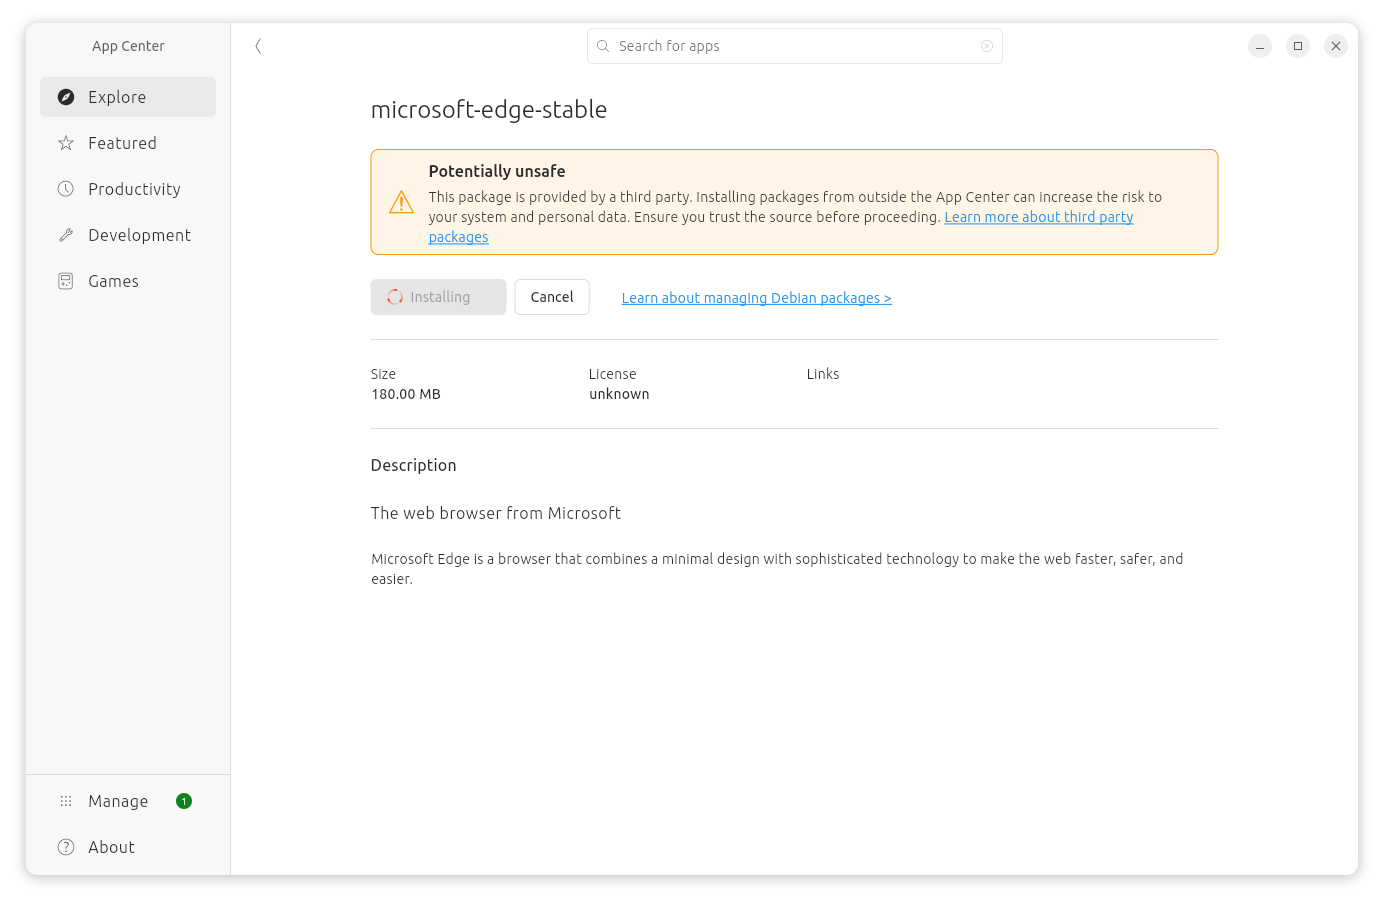 App Center
Search for apps
Explore
Featured
Productivity
Development
Games
Manage 1
About
microsoft-edge-stable
Potentially unsafe
This package is provided by a third party. Installing packages from outside the App Center can increase the risk to
your system and personal data. Ensure you trust the source before proceeding. Learn more about third party
packages
Installing Cancel Learn about managing Debian packages >
Size License Links
180.00 MB unknown
Description
The web browser from Microsoft
Microsoft Edge is a browser that combines a minimal design with sophisticated technology to make the web faster, safer, and
easier.